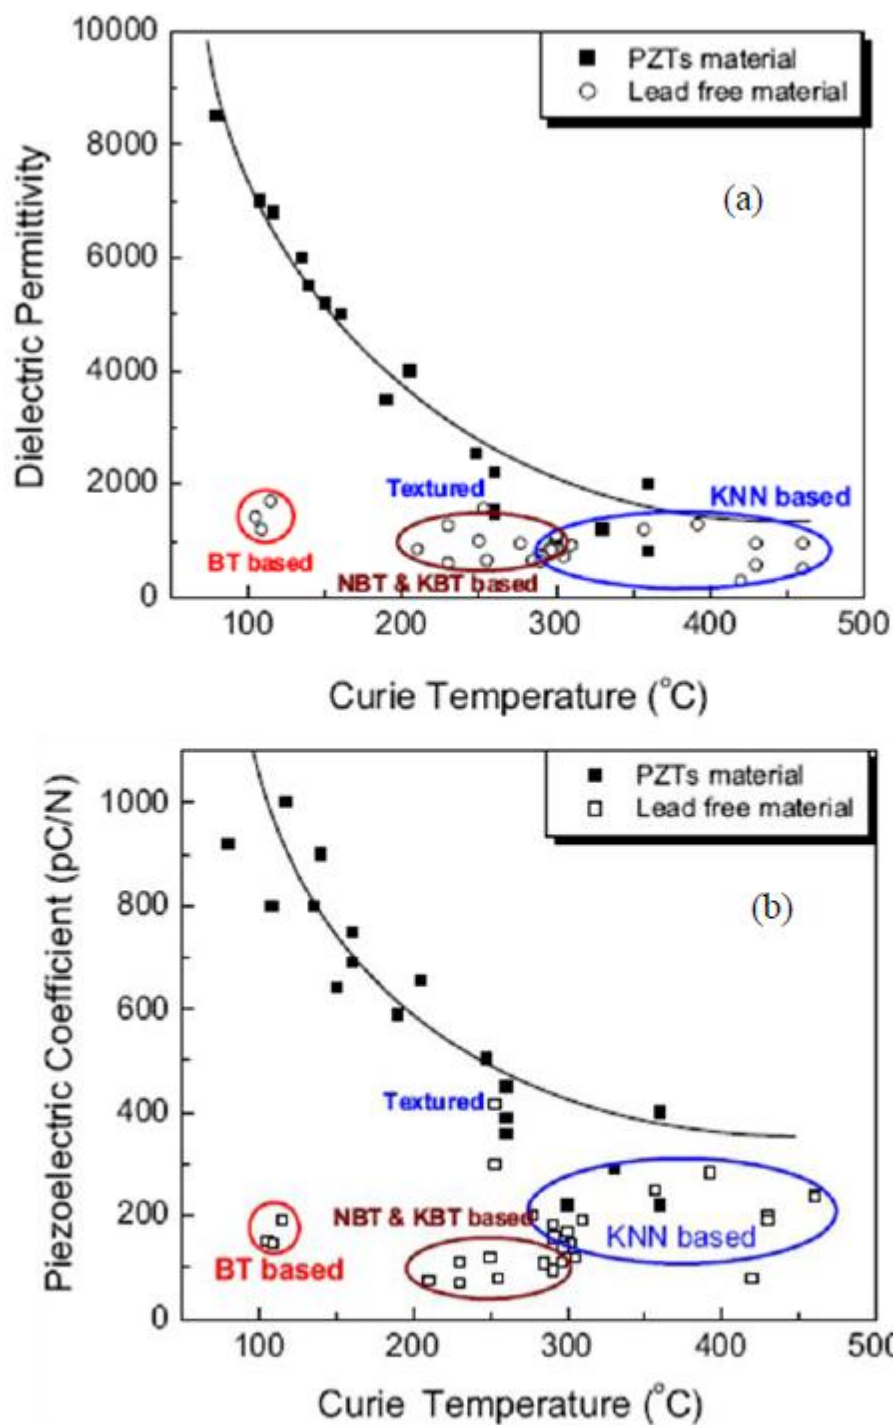 10000
8000
6000
4000
2000
0
Dielectric Permittivity
PZTs material
Lead free material
(a)
Textured
KNN based
BT based
NBT & KBT based
100 200 300 400 500
Curie Temperature (°C)
1000
800
600
400
200
0
Piezoelectric Coefficient (pC/N)
PZTs material
Lead free material
(b)
Textured
NBT & KBT based
KNN based
BT based
100 200 300 400 500
Curie Temperature (°C)